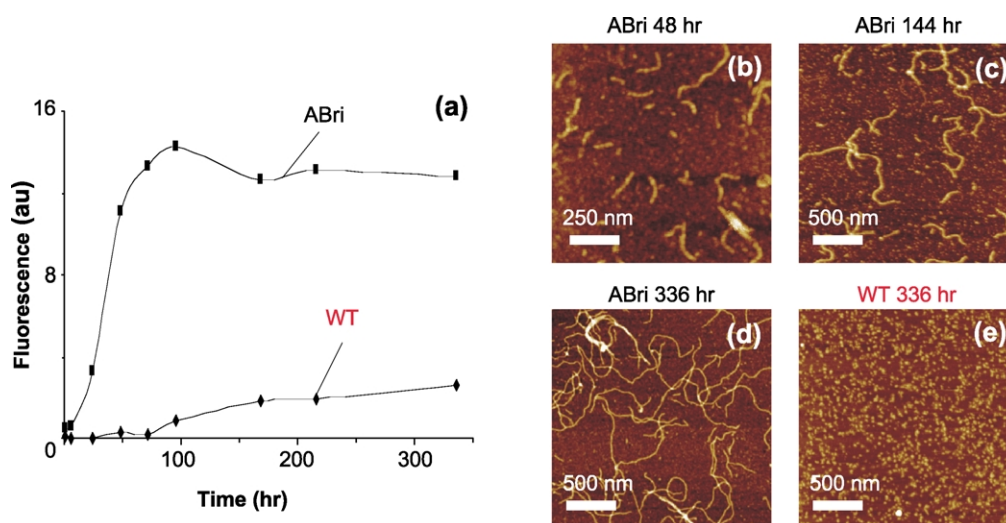 (a)
16
8
0
Fluorescence (au)
ABri
WT
100
200
300
Time (hr)
ABri 48 hr
(b)
250 nm
ABri 144 hr
(c)
500 nm
ABri 336 hr
(d)
500 nm
WT 336 hr
(e)
500 nm